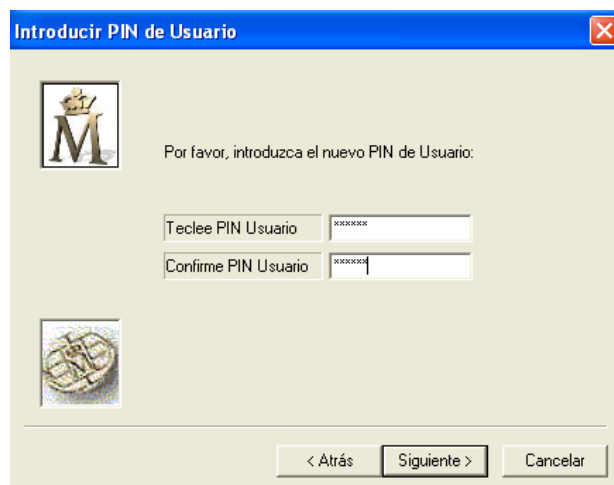 Introducir PIN de Usuario
M
Por favor, introduzca el nuevo PIN de Usuario:
Teclee PIN Usuario ******
Confirme PIN Usuario ******
< Atrás Siguiente > Cancelar